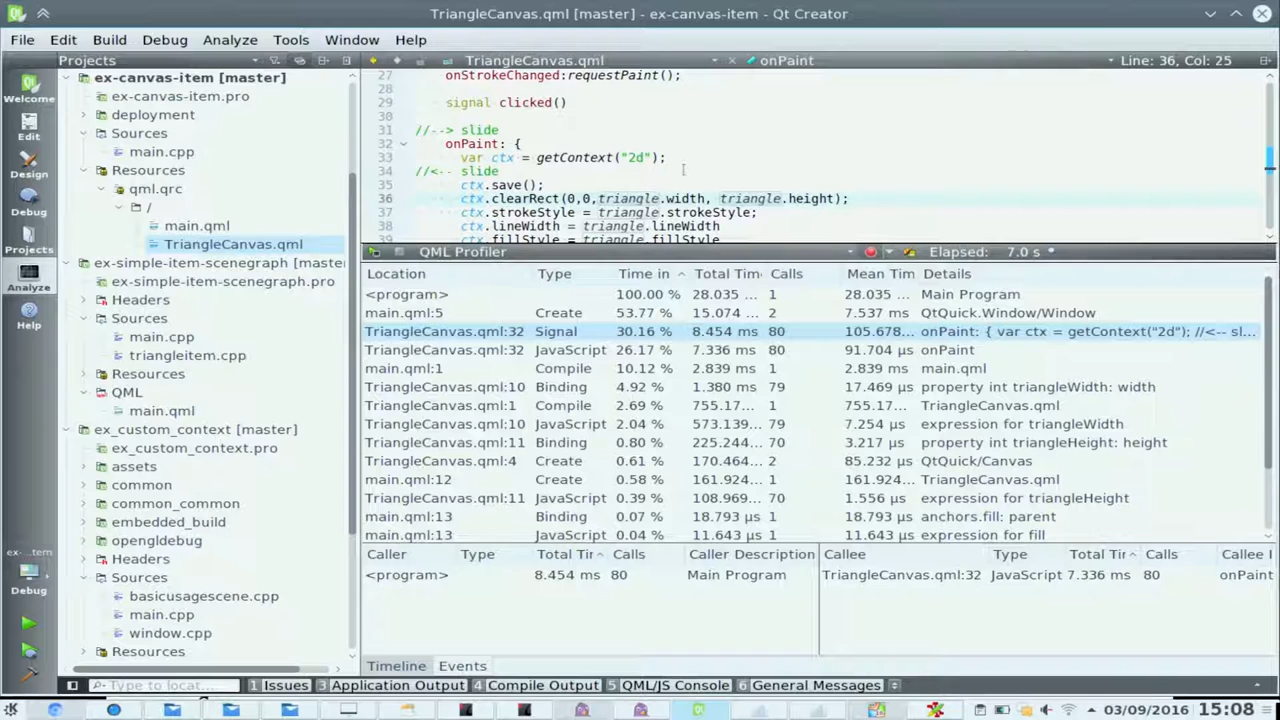 TriangleCanvas.qml [master] - ex-canvas-item - Qt Creator
File Edit Build Debug Analyze Tools Window Help
Projects
TriangleCanvas.qml
onPaint
Line: 36, Col: 25
Welcome
Edit
Design
Debug
Projects
Analyze
Help
ex-...tem
Debug
ex-canvas-item [master]
ex-canvas-item.pro
deployment
Sources
main.cpp
Resources
qml.qrc
/
main.qml
TriangleCanvas.qml
ex-simple-item-scenegraph [maste
ex-simple-item-scenegraph.pro
Headers
Sources
main.cpp
triangleitem.cpp
Resources
QML
main.qml
ex_custom_context [master]
ex_custom_context.pro
assets
common
common_common
embedded_build
opengldebug
Headers
Sources
basicusagescene.cpp
main.cpp
window.cpp
Resources
27 onStrokeChanged:requestPaint();
28
29 signal clicked()
30
31 //--> slide
32 onPaint: {
33 var ctx = getContext("2d");
34 //<-- slide
35 ctx.save();
36 ctx.clearRect(0,0,triangle.width, triangle.height);
37 ctx.strokeStyle = triangle.strokeStyle;
38 ctx.lineWidth = triangle.lineWidth
39 ctx.fillStyle = triangle.fillStyle
QML Profiler Elapsed: 7.0 s *
Location Type Time in Total Tim Calls Mean Tim Details
<program> 100.00 % 28.035 ... 1 28.035 ... Main Program
main.qml:5 Create 53.77 % 15.074 ... 2 7.537 ms QtQuick.Window/Window
TriangleCanvas.qml:32 Signal 30.16 % 8.454 ms 80 105.678... onPaint: { var ctx = getContext("2d"); //<-- sl...
TriangleCanvas.qml:32 JavaScript 26.17 % 7.336 ms 80 91.704 µs onPaint
main.qml:1 Compile 10.12 % 2.839 ms 1 2.839 ms main.qml
TriangleCanvas.qml:10 Binding 4.92 % 1.380 ms 79 17.469 µs property int triangleWidth: width
TriangleCanvas.qml:1 Compile 2.69 % 755.17... 1 755.17... TriangleCanvas.qml
TriangleCanvas.qml:10 JavaScript 2.04 % 573.139... 79 7.254 µs expression for triangleWidth
TriangleCanvas.qml:11 Binding 0.80 % 225.244... 70 3.217 µs property int triangleHeight: height
TriangleCanvas.qml:4 Create 0.61 % 170.464... 2 85.232 µs QtQuick/Canvas
main.qml:12 Create 0.58 % 161.924... 1 161.924... TriangleCanvas.qml
TriangleCanvas.qml:11 JavaScript 0.39 % 108.969... 70 1.556 µs expression for triangleHeight
main.qml:13 Binding 0.07 % 18.793 µs 1 18.793 µs anchors.fill: parent
main.qml:13 JavaScript 0.04 % 11.643 µs 1 11.643 µs expression for fill
Caller Type Total Tir Calls Caller Description
<program> 8.454 ms 80 Main Program
Callee Type Total Tir Calls Callee
TriangleCanvas.qml:32 JavaScript 7.336 ms 80 onPaint
Timeline Events
Type to locat... 1 Issues 3 Application Output 4 Compile Output 5 QML/JS Console 6 General Messages
03/09/2016 15:08